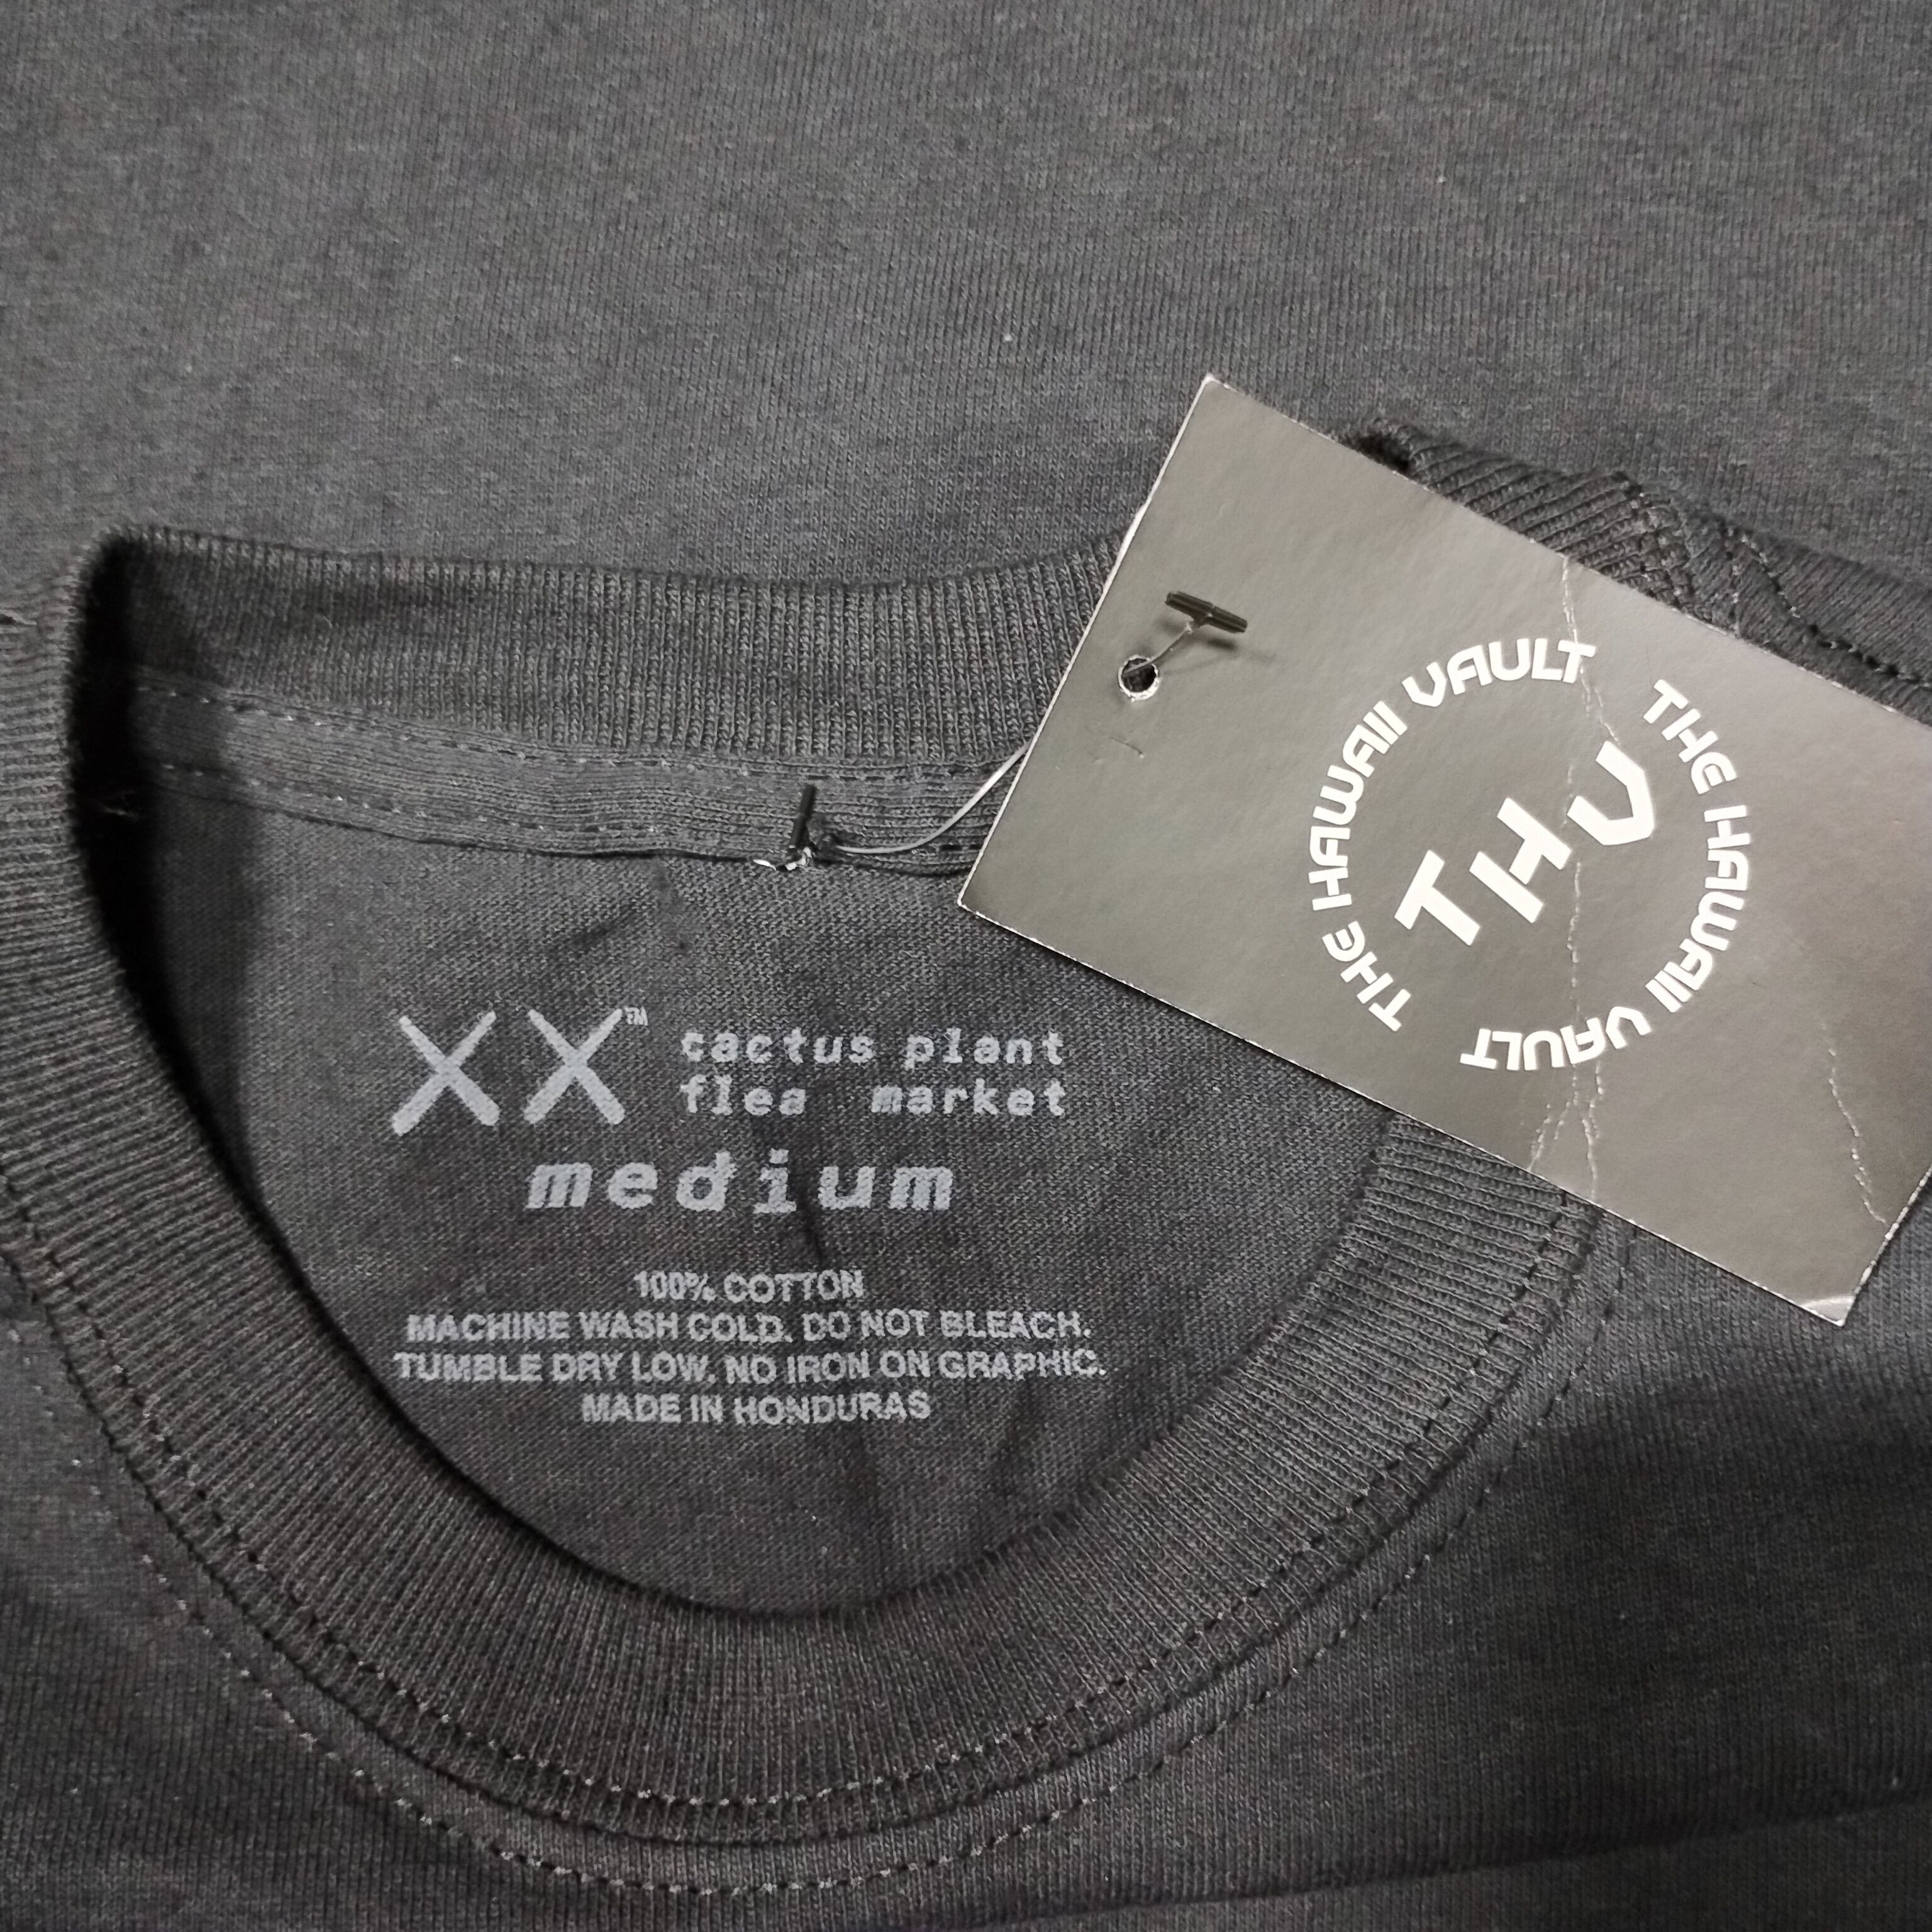 THE HAWAII VAULT THE HAWAII VAULT
THV
XX™ cactus plant
flea market
medium
100% COTTON
MACHINE WASH COLD. DO NOT BLEACH.
TUMBLE DRY LOW. NO IRON ON GRAPHIC.
MADE IN HONDURAS